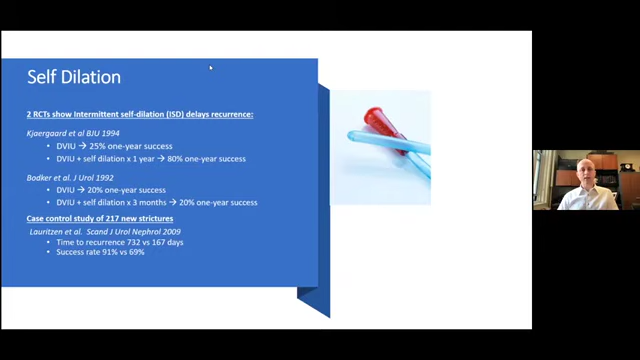 Self Dilation
2 RCTs show Intermittent self-dilation (ISD) delays recurrence:
Kjaergaard et al BJU 1994
• DVIU → 25% one-year success
• DVIU + self dilation x 1 year → 80% one-year success
Bodker et al. J Urol 1992
• DVIU → 20% one-year success
• DVIU + self dilation x 3 months → 20% one-year success
Case control study of 217 new strictures
Lauritzen et al. Scand J Urol Nephrol 2009
• Time to recurrence 732 vs 167 days
• Success rate 91% vs 69%